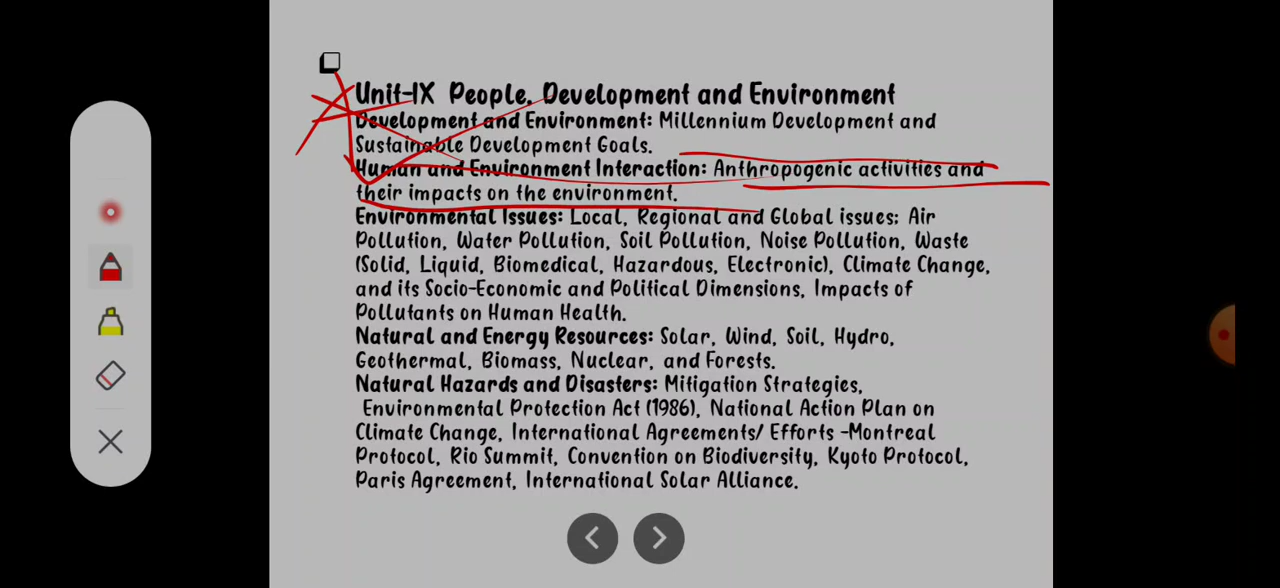 Unit-IX People, Development and Environment
Development and Environment: Millennium Development and
Sustainable Development Goals.
Human and Environment Interaction: Anthropogenic activities and
their impacts on the environment.
Environmental Issues: Local, Regional and Global issues; Air
Pollution, Water Pollution, Soil Pollution, Noise Pollution, Waste
(Solid, Liquid, Biomedical, Hazardous, Electronic), Climate Change,
and its Socio-Economic and Political Dimensions, Impacts of
Pollutants on Human Health.
Natural and Energy Resources: Solar, Wind, Soil, Hydro,
Geothermal, Biomass, Nuclear, and Forests.
Natural Hazards and Disasters: Mitigation Strategies,
Environmental Protection Act (1986), National Action Plan on
Climate Change, International Agreements/ Efforts -Montreal
Protocol, Rio Summit, Convention on Biodiversity, Kyoto Protocol,
Paris Agreement, International Solar Alliance.